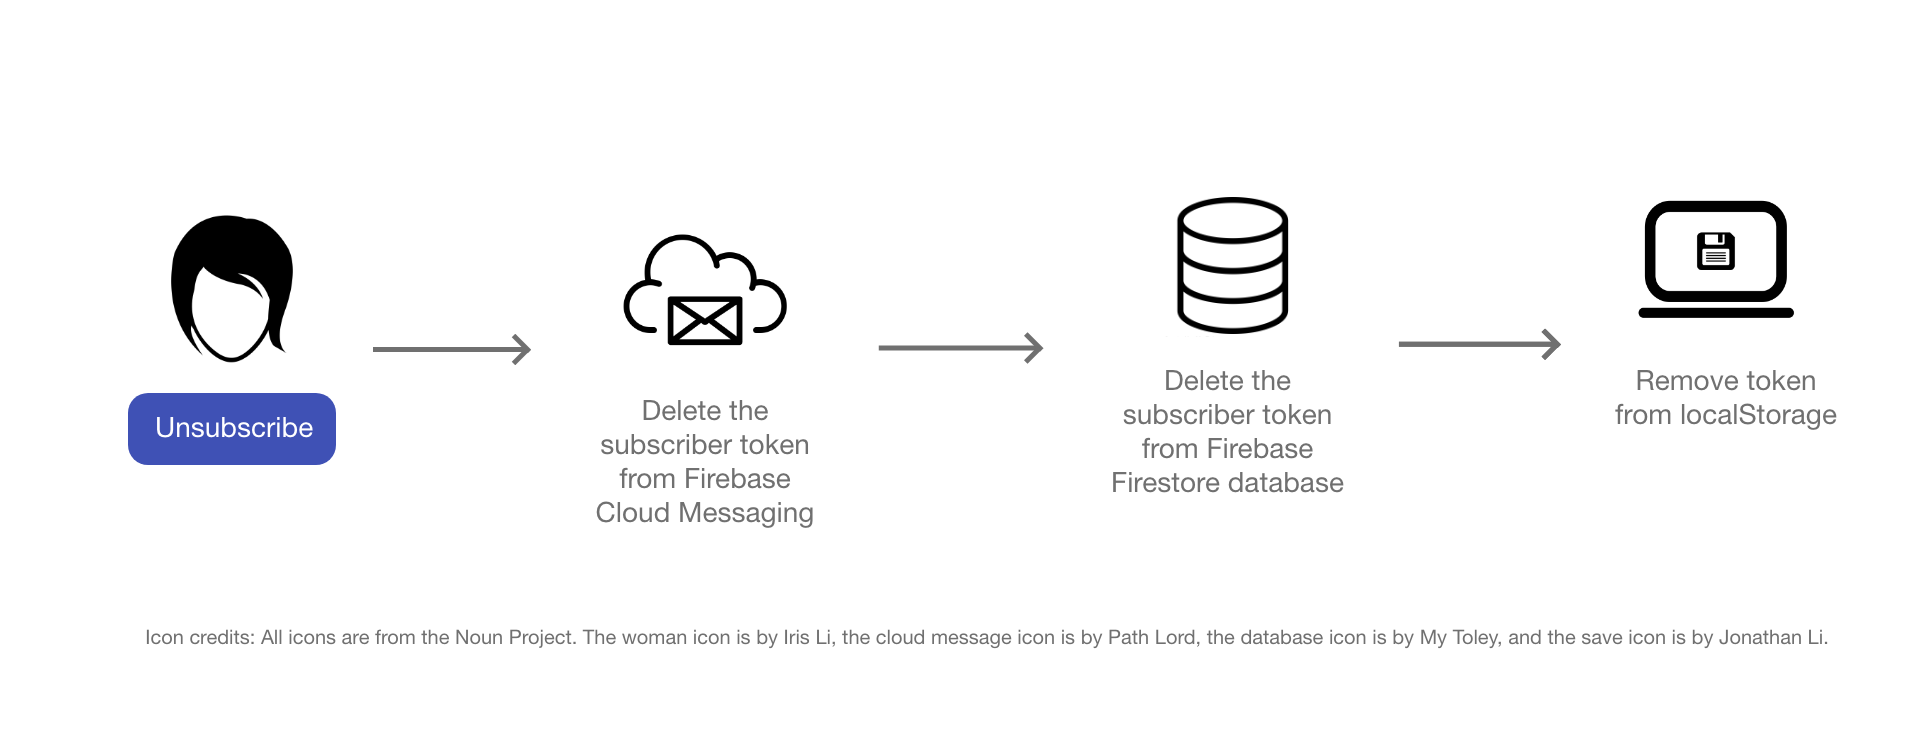 Unsubscribe
Delete the
subscriber token
from Firebase
Cloud Messaging
Delete the
subscriber token
from Firebase
Firestore database
Remove token
from localStorage
Icon credits: All icons are from the Noun Project. The woman icon is by Iris Li, the cloud message icon is by Path Lord, the database icon is by My Toley, and the save icon is by Jonathan Li.